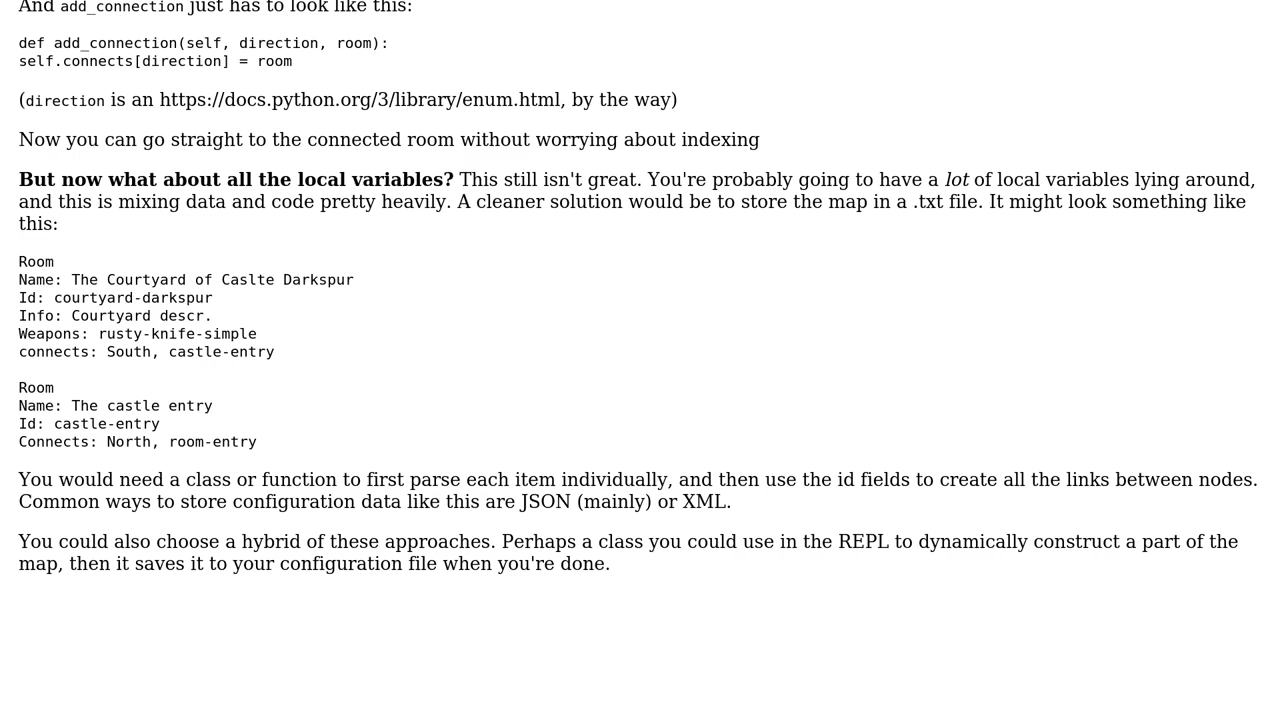 And add_connection just has to look like this:
def add_connection(self, direction, room):
self.connects[direction] = room
(direction is an https://docs.python.org/3/library/enum.html, by the way)
Now you can go straight to the connected room without worrying about indexing
But now what about all the local variables? This still isn't great. You're probably going to have a lot of local variables lying around,
and this is mixing data and code pretty heavily. A cleaner solution would be to store the map in a .txt file. It might look something like
this:
Room
Name: The Courtyard of Caslte Darkspur
Id: courtyard-darkspur
Info: Courtyard descr.
Weapons: rusty-knife-simple
connects: South, castle-entry
Room
Name: The castle entry
Id: castle-entry
Connects: North, room-entry
You would need a class or function to first parse each item individually, and then use the id fields to create all the links between nodes.
Common ways to store configuration data like this are JSON (mainly) or XML.
You could also choose a hybrid of these approaches. Perhaps a class you could use in the REPL to dynamically construct a part of the
map, then it saves it to your configuration file when you're done.